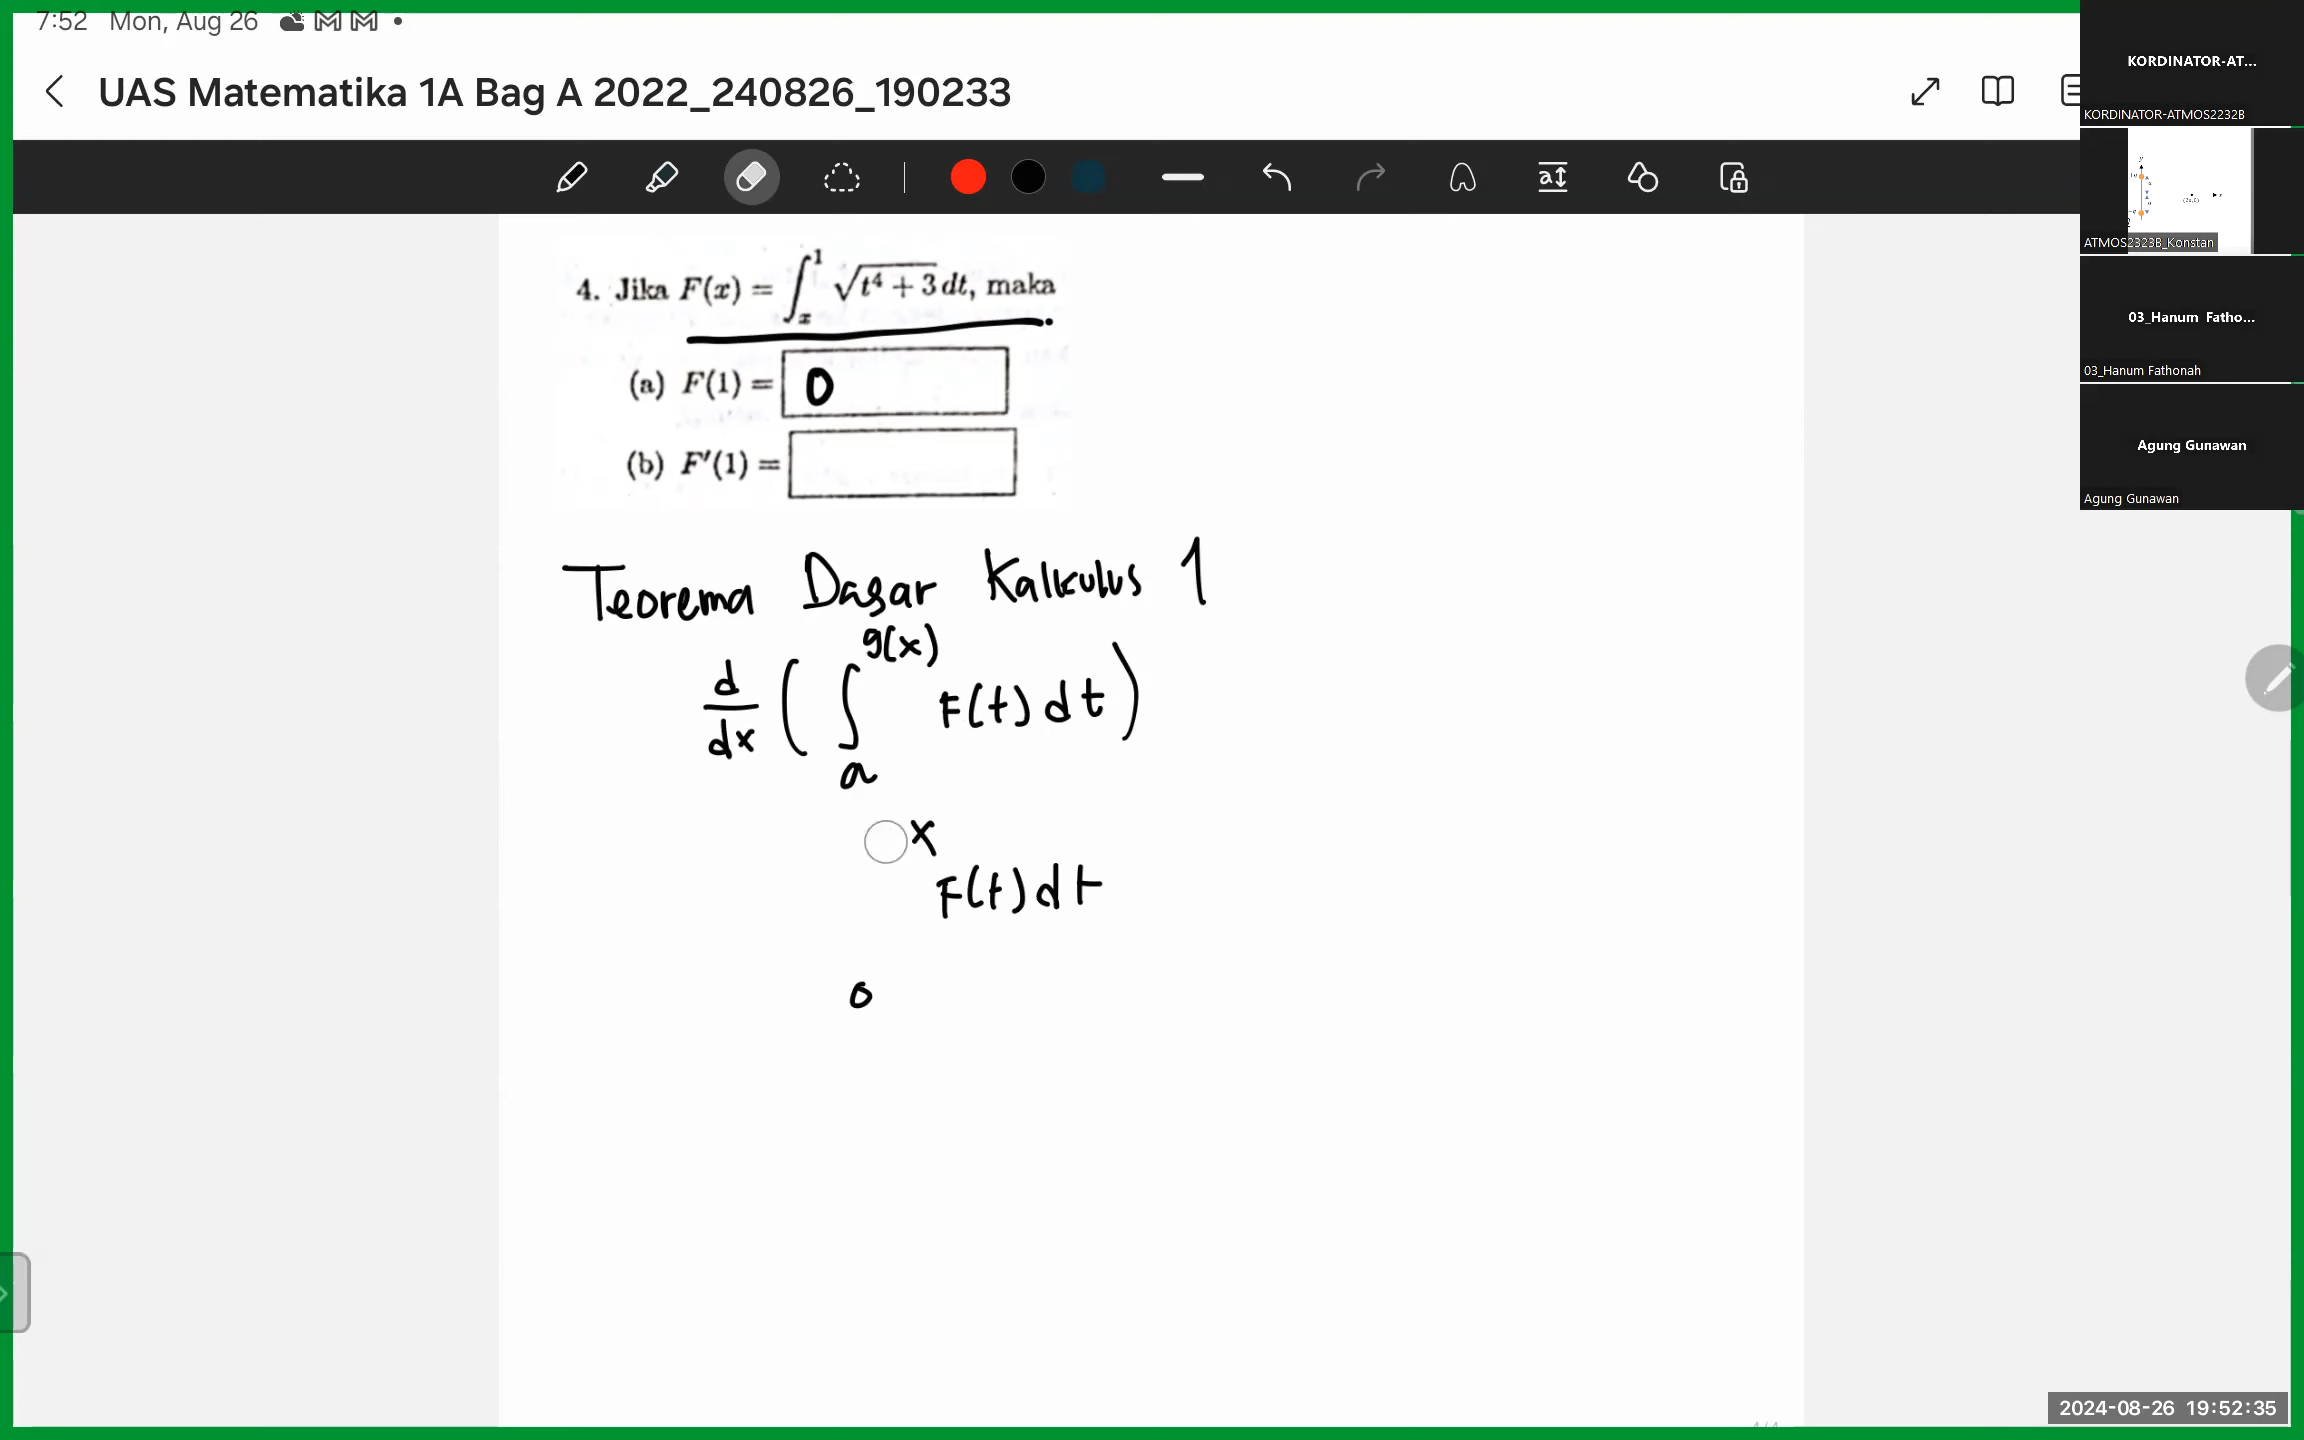 7:52 Mon, Aug 26
UAS Matematika 1A Bag A 2022_240826_190233
4. Jika F(x) = ∫_x^1 √(t⁴ + 3) dt, maka
(a) F(1) = 0
(b) F′(1) =
Teorema Dasar Kalkulus 1
d/dx ( ∫_a^{g(x)} F(t) dt )
x
F(t) dt
0
KORDINATOR-AT...
KORDINATOR-ATMOS2232B
ATMOS2323B_Konstan
03_Hanum Fatho...
03_Hanum Fathonah
Agung Gunawan
Agung Gunawan
2024-08-26 19:52:35